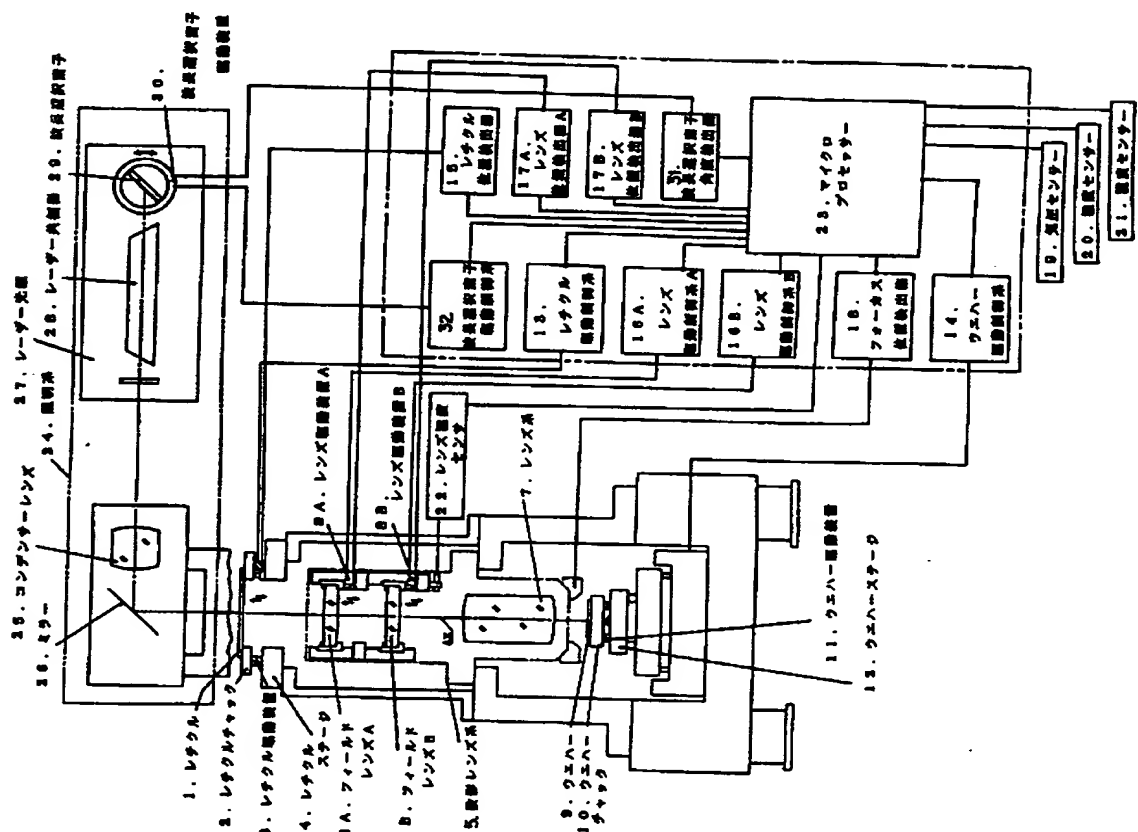 26. ミラー
25. コンデンサーレンズ
24. 照明系
27. レーザー光源
28. レーザー共振器
29. 波長選択素子
30.
波長選択素子
駆動装置
15.
レチクル
位置検出器
17A.
レンズ
位置検出器A
17B.
レンズ
位置検出器B
31.
波長選択素子
角度検出器
23. マイクロ
プロセッサー
32
波長選択素子
駆動制御系
13.
レチクル
駆動制御系
16A.
レンズ
駆動制御系A
16B.
レンズ
駆動制御系B
18.
フォーカス
位置検出器
14.
ウエハー
駆動制御系
19. 気圧センサー
20. 温度センサー
21. 湿度センサー
8A. レンズ駆動装置A
8B.
レンズ駆動装置B
22. レンズ温度
センサ
7. レンズ系
AX
1. レチクル
2. レチクルチャック
3. レチクル駆動装置
4. レチクル
ステージ
A. フィールド
レンズA
B. フィールド
レンズB
5. 投影レンズ系
9. ウエハー
10. ウエハー
チャック
11. ウエハー駆動装置
12. ウエハーステージ